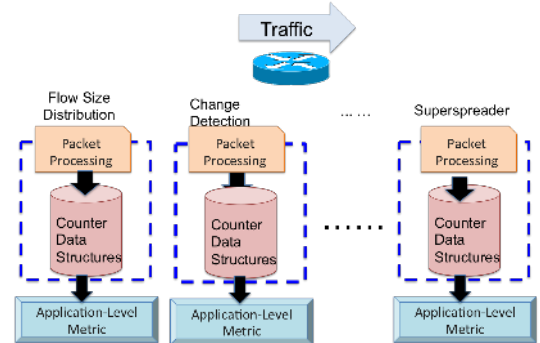 Traffic
Flow Size
Distribution
Change
Detection
... ...
Superspreader
Packet
Processing
Packet
Processing
Packet
Processing
Counter
Data
Structures
Counter
Data
Structures
......
Counter
Data
Structures
Application-Level
Metric
Application-Level
Metric
Application-Level
Metric